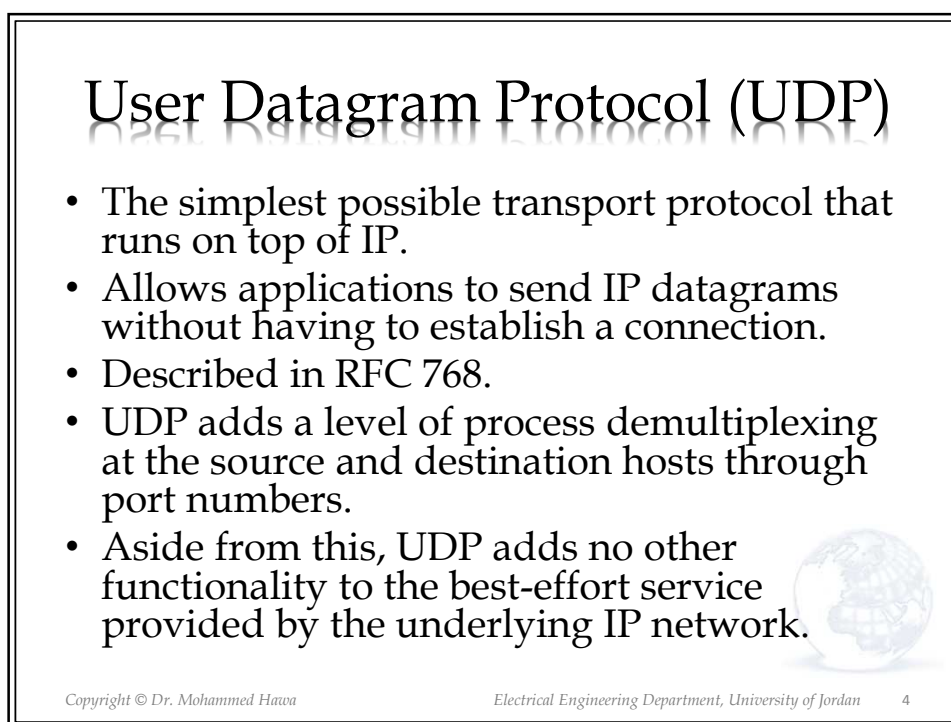 User Datagram Protocol (UDP)
• The simplest possible transport protocol that
runs on top of IP.
• Allows applications to send IP datagrams
without having to establish a connection.
• Described in RFC 768.
• UDP adds a level of process demultiplexing
at the source and destination hosts through
port numbers.
• Aside from this, UDP adds no other
functionality to the best-effort service
provided by the underlying IP network.
Copyright © Dr. Mohammed Hawa Electrical Engineering Department, University of Jordan 4